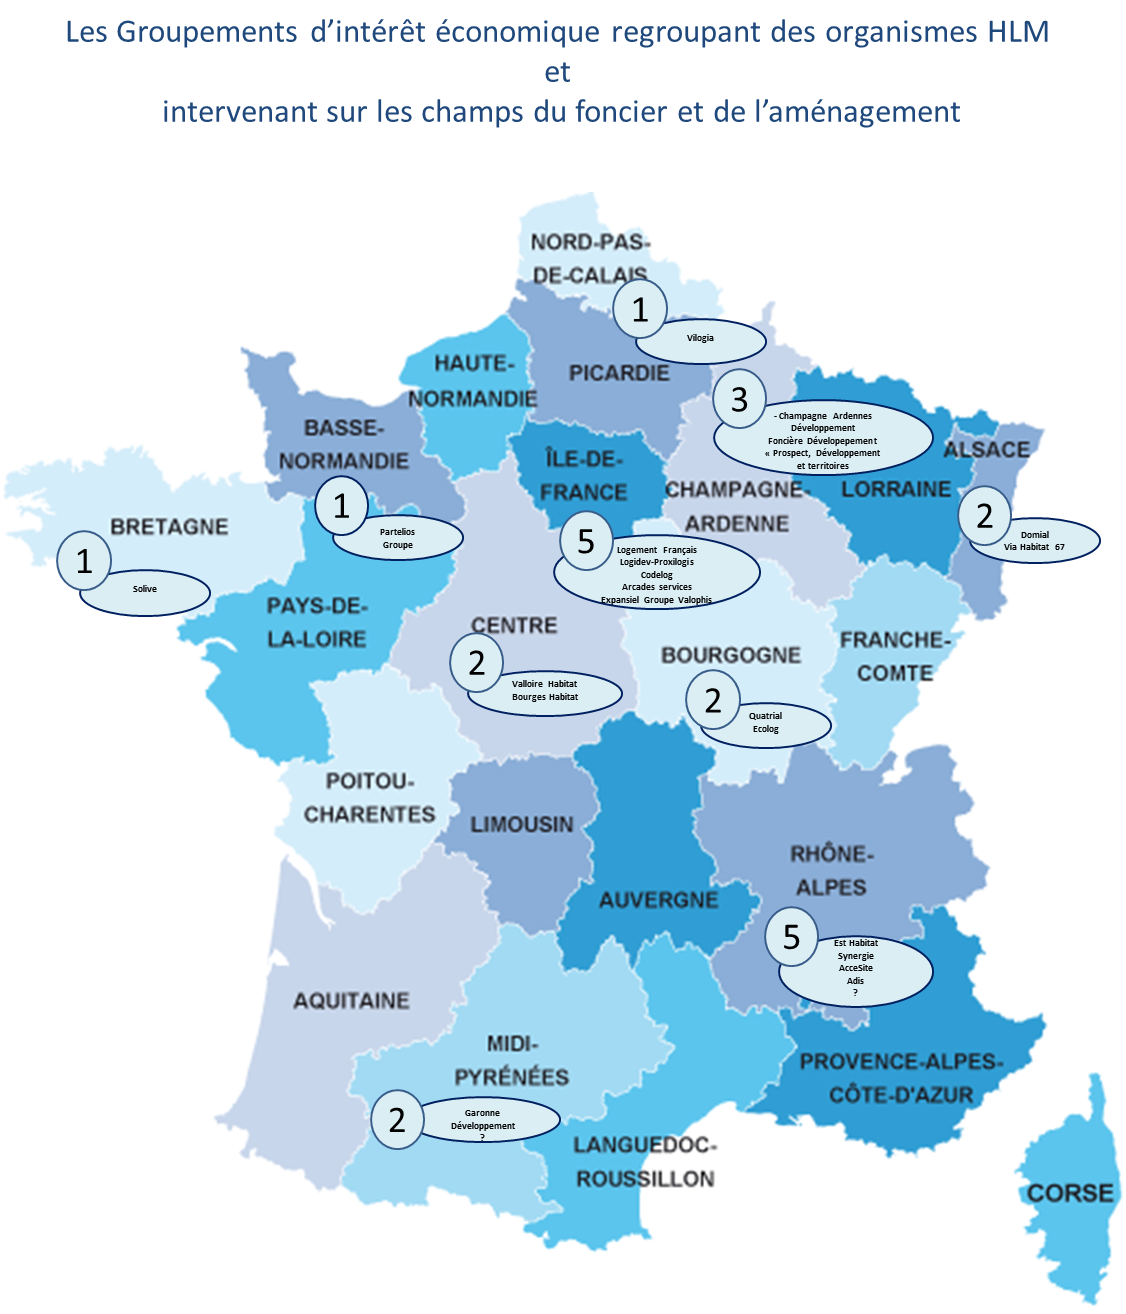 Les Groupements d'intérêt économique regroupant des organismes HLM
et
intervenant sur les champs du foncier et de l'aménagement
NORD-PAS-
DE-CALAIS
1
Vilogia
HAUTE-
NORMANDIE
PICARDIE
3
- Champagne Ardennes
Développement
Foncière Dévelopepement
« Prospect, Développement
et territoires
BASSE-
NORMANDIE
ÎLE-DE-
FRANCE
CHAMPAGNE-
ARDENNE
LORRAINE
ALSACE
2
Domial
Via Habitat 67
BRETAGNE
1
Solive
1
Partelios
Groupe
5
Logement Français
Logidev-Proxilogis
Codelog
Arcades services
Expansiel Groupe Valophis
PAYS-DE-
LA-LOIRE
CENTRE
2
Valloire Habitat
Bourges Habitat
BOURGOGNE
2
Quatrial
Ecolog
FRANCHE-
COMTE
POITOU-
CHARENTES
LIMOUSIN
AUVERGNE
RHÔNE-
ALPES
5
Est Habitat
Synergie
AcceSite
Adis
?
AQUITAINE
MIDI-
PYRÉNÉES
2
Garonne
Développement
?
LANGUEDOC-
ROUSSILLON
PROVENCE-ALPES-
CÔTE-D'AZUR
CORSE